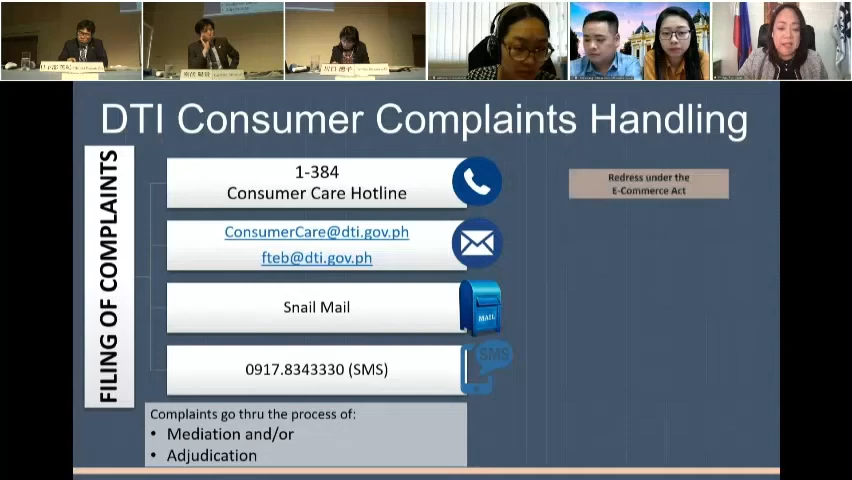 DTI Consumer Complaints Handling
FILING OF COMPLAINTS
1-384
Consumer Care Hotline
ConsumerCare@dti.gov.ph
fteb@dti.gov.ph
MAIL
Snail Mail
SMS
0917.8343330 (SMS)
Complaints go thru the process of:
• Mediation and/or
• Adjudication
Redress under the
E-Commerce Act